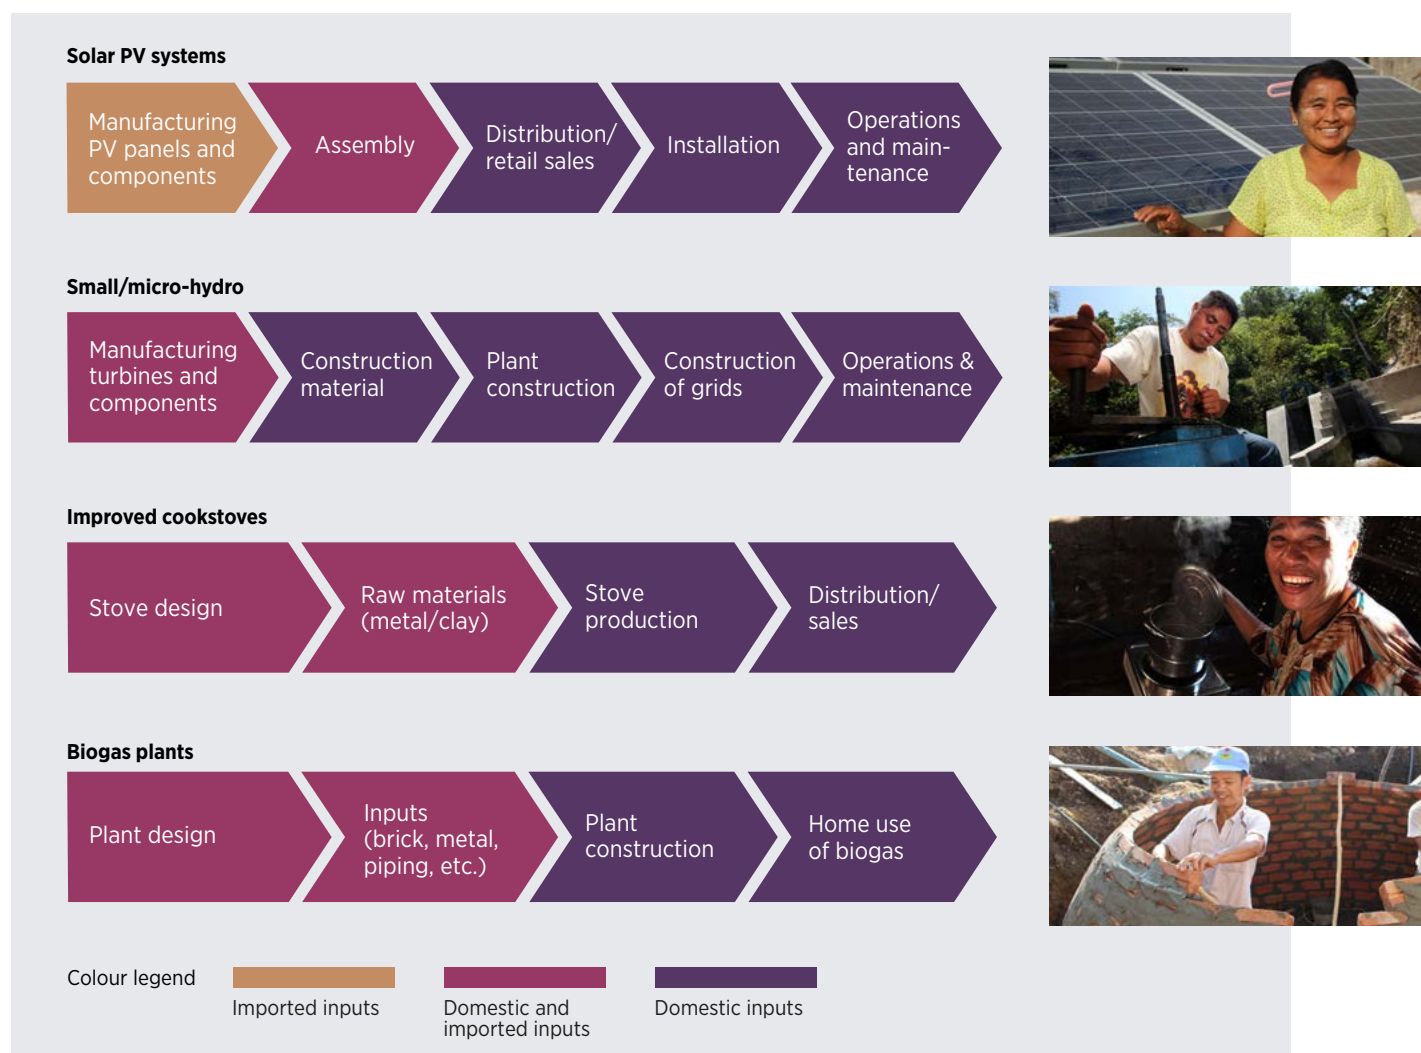 Solar PV systems
Manufacturing
PV panels and
components
Assembly
Distribution/
retail sales
Installation
Operations
and main-
tenance
Small/micro-hydro
Manufacturing
turbines and
components
Construction
material
Plant
construction
Construction
of grids
Operations &
maintenance
Improved cookstoves
Stove design
Raw materials
(metal/clay)
Stove
production
Distribution/
sales
Biogas plants
Plant design
Inputs
(brick, metal,
piping, etc.)
Plant
construction
Home use
of biogas
Colour legend
Imported inputs
Domestic and
imported inputs
Domestic inputs